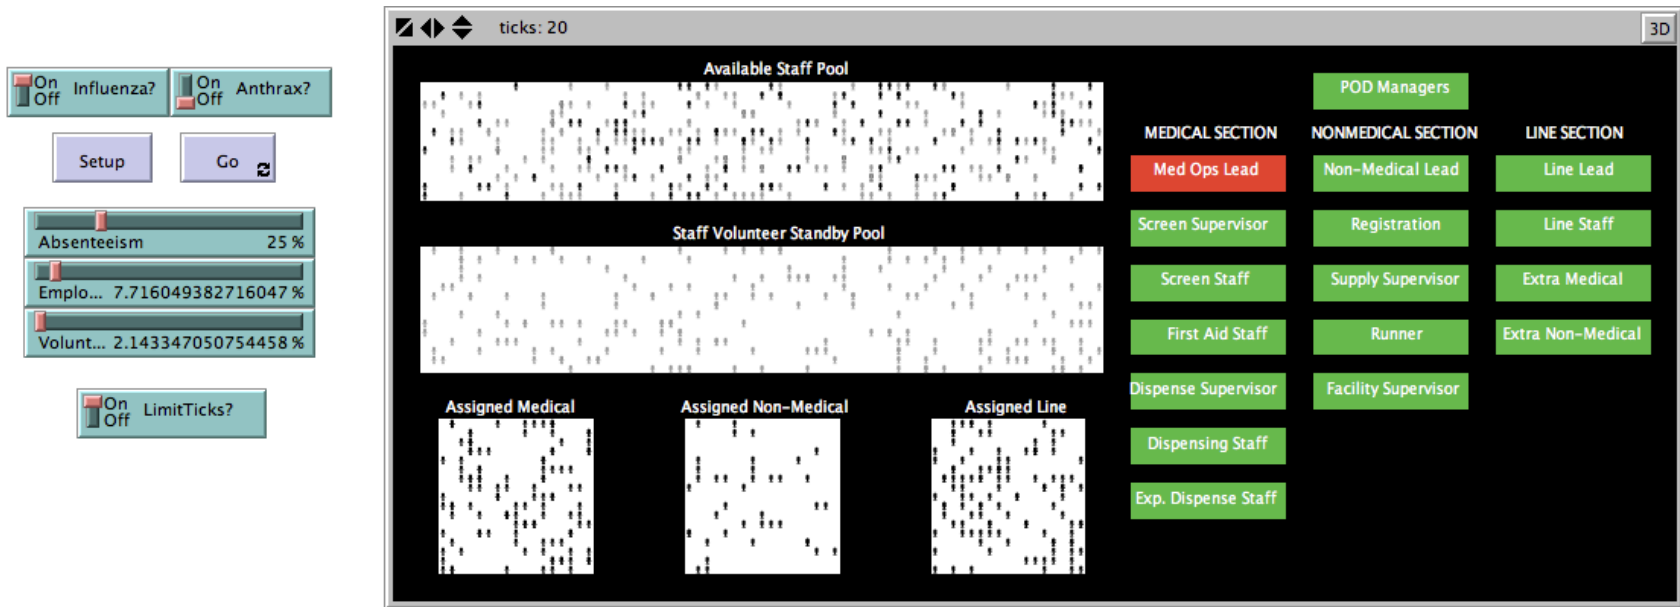 ticks: 20
3D
On
Off
Influenza?
On
Off
Anthrax?
Setup
Go
Absenteeism 25 %
Emplo... 7.716049382716047 %
Volunt... 2.143347050754458 %
On
Off
LimitTicks?
Available Staff Pool
Staff Volunteer Standby Pool
Assigned Medical
Assigned Non-Medical
Assigned Line
POD Managers
MEDICAL SECTION
NONMEDICAL SECTION
LINE SECTION
Med Ops Lead
Non-Medical Lead
Line Lead
Screen Supervisor
Registration
Line Staff
Screen Staff
Supply Supervisor
Extra Medical
First Aid Staff
Runner
Extra Non-Medical
Dispense Supervisor
Facility Supervisor
Dispensing Staff
Exp. Dispense Staff